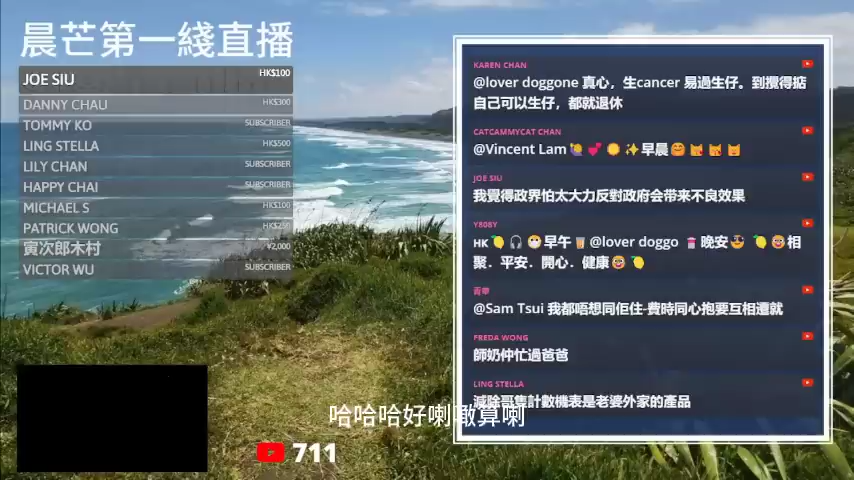 晨芒第一綫直播
JOE SIU HK$100
DANNY CHAU HK$300
TOMMY KO SUBSCRIBER
LING STELLA HK$500
LILY CHAN SUBSCRIBER
HAPPY CHAI SUBSCRIBER
MICHAEL S HK$100
PATRICK WONG
寅次郎木村 ¥2,000
VICTOR WU SUBSCRIBER
KAREN CHAN
@lover doggone 真心，生cancer 易過生仔。到攪得掂
自己可以生仔，都就退休
CATCAMMYCAT CHAN
@Vincent Lam🙋💕🌞✨早晨🤗😸😸😸
JOE SIU
我覺得政界怕太大力反對政府会带来不良效果
Y80BY
HK🍋🎧😷早午🥛@lover doggo 🧋晚安😍🍋🤡相
聚．平安．開心．健康🤡🍋
@Sam Tsui 我都唔想同佢住-費時同心抱要互相遷就
FREDA WONG
師奶仲忙過爸爸
LING STELLA
減除哥隻計數機表是老婆外家的產品
哈哈哈好喇噉算喇
711